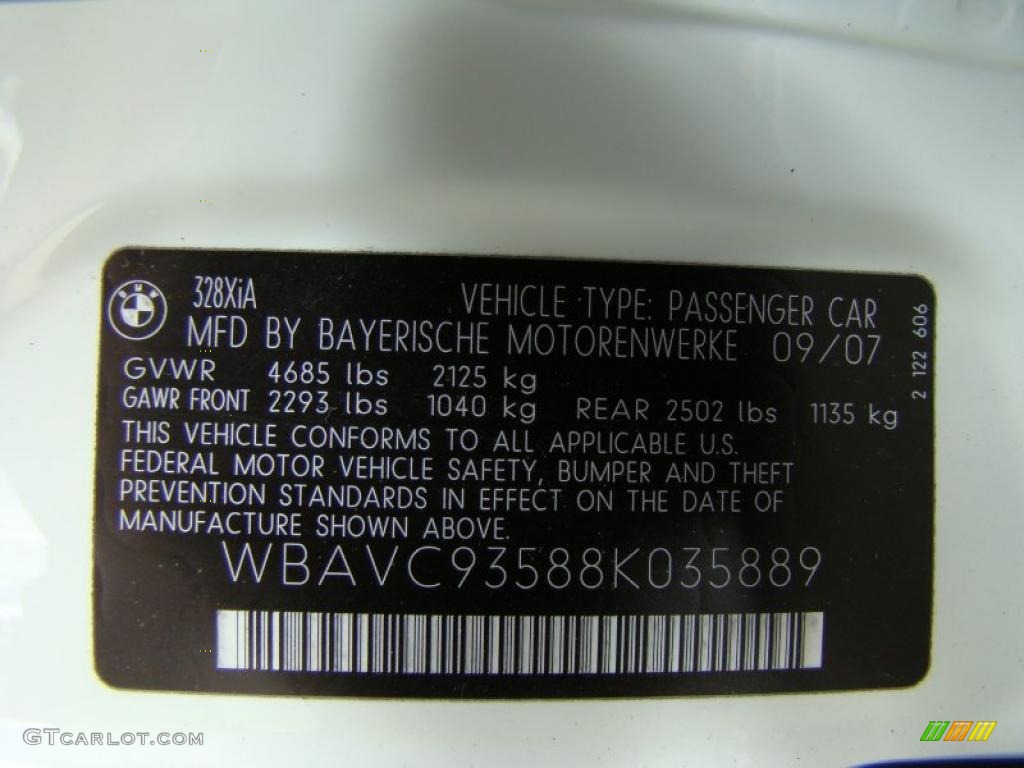 BMW
328XiA
VEHICLE TYPE: PASSENGER CAR
MFD BY BAYERISCHE MOTORENWERKE 09/07
GVWR 4685 lbs 2125 kg
GAWR FRONT 2293 lbs 1040 kg REAR 2502 lbs 1135 kg
2 122 606
THIS VEHICLE CONFORMS TO ALL APPLICABLE U.S.
FEDERAL MOTOR VEHICLE SAFETY, BUMPER AND THEFT
PREVENTION STANDARDS IN EFFECT ON THE DATE OF
MANUFACTURE SHOWN ABOVE.
WBAVC93588K035889
GTCARLOT.COM